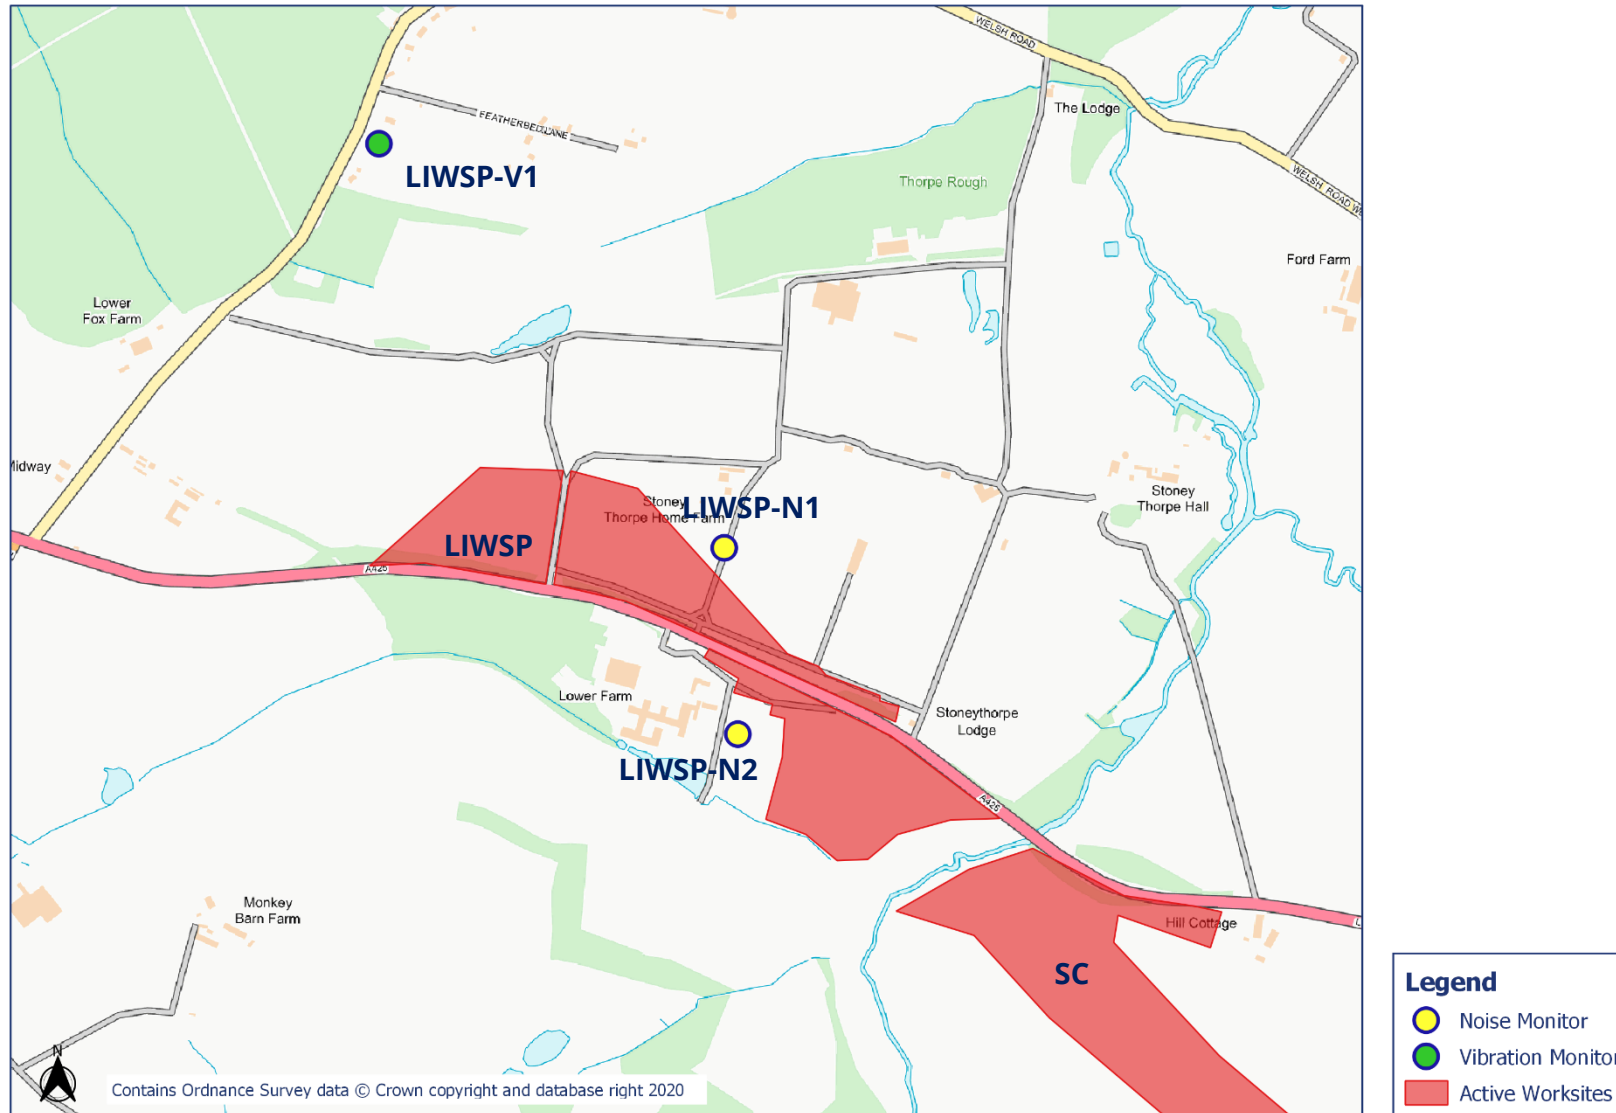 WELSH ROAD
The Lodge
FEATHERBED LANE
LIWSP-V1
Thorpe Rough
WELSH ROAD W
Ford Farm
Lower
Fox Farm
Midway
Stoney
Thorpe Home Farm
LIWSP-N1
Stoney
Thorpe Hall
LIWSP
A425
Lower Farm
Stoneythorpe
Lodge
LIWSP-N2
A425
Monkey
Barn Farm
Hill Cottage
SC
N
Contains Ordnance Survey data © Crown copyright and database right 2020
Legend
Noise Monitor
Vibration Monitor
Active Worksites